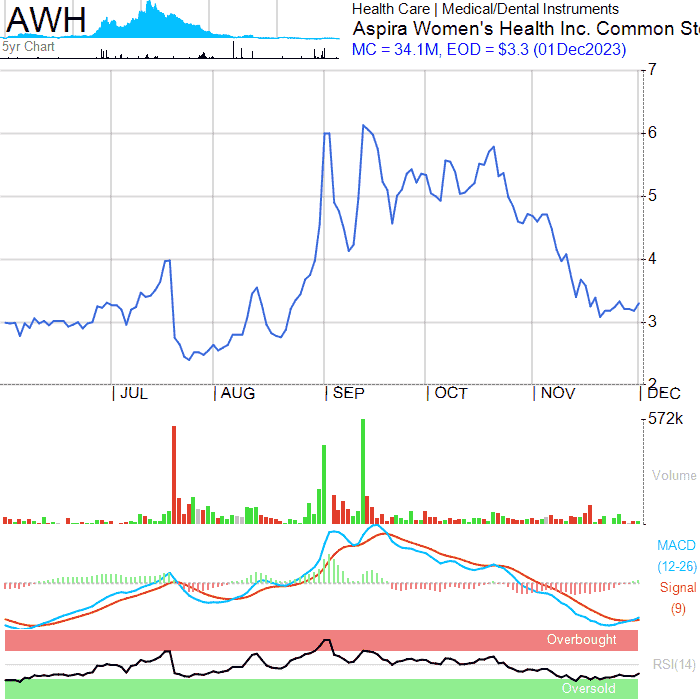 AWH
5yr Chart
Health Care | Medical/Dental Instruments
Aspira Women's Health Inc. Common Sto
MC = 34.1M, EOD = $3.3 (01Dec2023)
7
6
5
4
3
2
JUL AUG SEP OCT NOV DEC
572k
Volume
MACD
(12-26)
Signal
(9)
Overbought
RSI(14)
Oversold